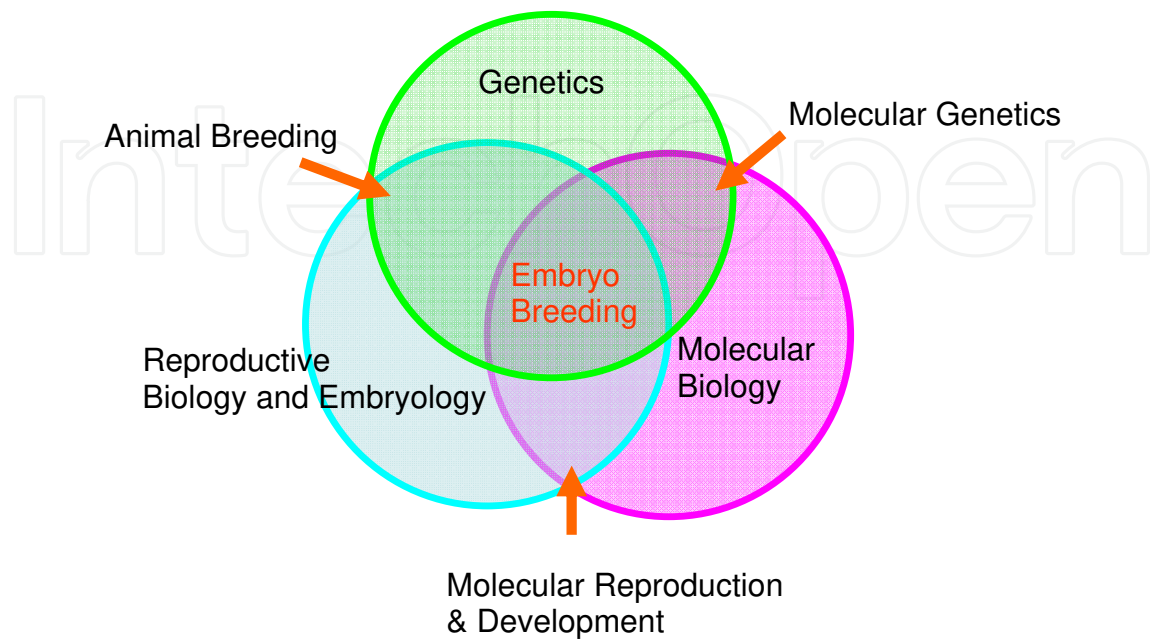 Genetics
Molecular Genetics
Animal Breeding
Embryo
Breeding
Molecular
Biology
Reproductive
Biology and Embryology
Molecular Reproduction
& Development
IntechOpen